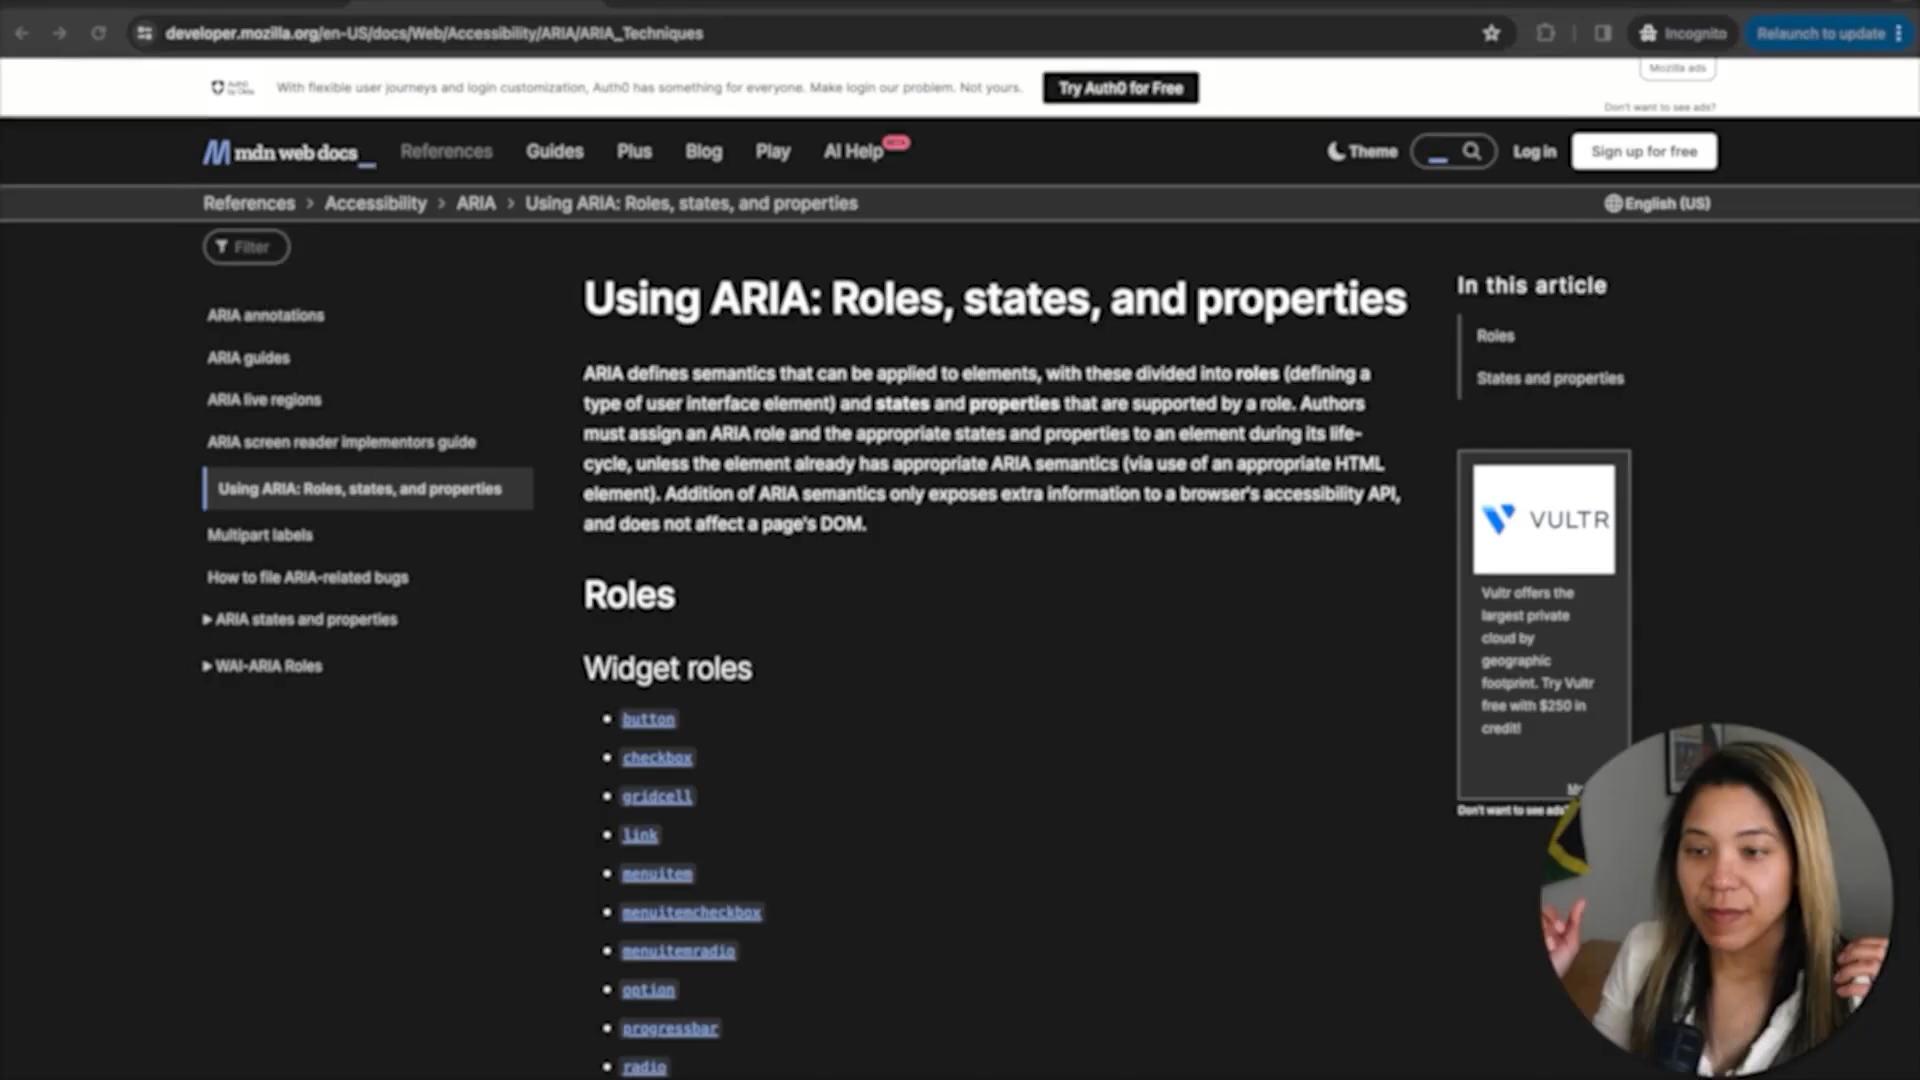 developer.mozilla.org/en-US/docs/Web/Accessibility/ARIA/ARIA_Techniques
Incognito
Relaunch to update
Auth0
by Okta
With flexible user journeys and login customization, Auth0 has something for everyone. Make login our problem. Not yours.
Try Auth0 for Free
Mozilla ads
Don't want to see ads?
mdn web docs_
References
Guides
Plus
Blog
Play
AI Help
BETA
Theme
Log in
Sign up for free
References > Accessibility > ARIA > Using ARIA: Roles, states, and properties
English (US)
Filter
ARIA annotations
ARIA guides
ARIA live regions
ARIA screen reader implementors guide
Using ARIA: Roles, states, and properties
Multipart labels
How to file ARIA-related bugs
ARIA states and properties
WAI-ARIA Roles
Using ARIA: Roles, states, and properties
ARIA defines semantics that can be applied to elements, with these divided into roles (defining a
type of user interface element) and states and properties that are supported by a role. Authors
must assign an ARIA role and the appropriate states and properties to an element during its life-
cycle, unless the element already has appropriate ARIA semantics (via use of an appropriate HTML
element). Addition of ARIA semantics only exposes extra information to a browser's accessibility API,
and does not affect a page's DOM.
Roles
Widget roles
button
checkbox
gridcell
link
menuitem
menuitemcheckbox
menuitemradio
option
progressbar
radio
In this article
Roles
States and properties
VULTR
Vultr offers the
largest private
cloud by
geographic
footprint. Try Vultr
free with $250 in
credit!
Don't want to see ads?